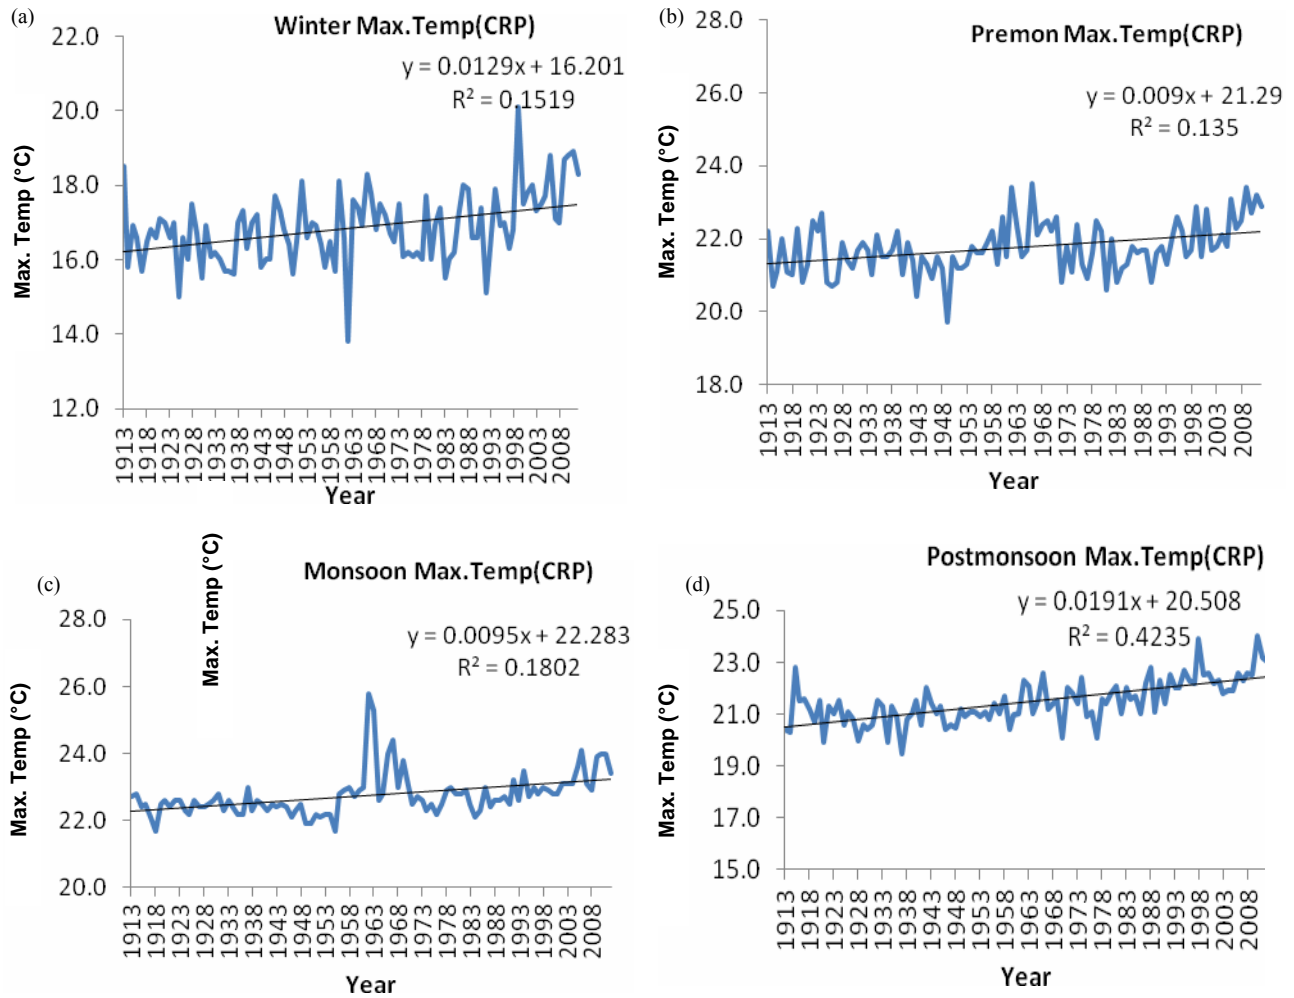 (a)
Winter Max.Temp(CRP)
y = 0.0129x + 16.201
R² = 0.1519
Max. Temp (°C)
22.0
20.0
18.0
16.0
14.0
12.0
1913 1918 1923 1928 1933 1938 1943 1948 1953 1958 1963 1968 1973 1978 1983 1988 1993 1998 2003 2008
Year
(b)
Premon Max.Temp(CRP)
y = 0.009x + 21.29
R² = 0.135
Max. Temp (°C)
28.0
26.0
24.0
22.0
20.0
18.0
1913 1918 1923 1928 1933 1938 1943 1948 1953 1958 1963 1968 1973 1978 1983 1988 1993 1998 2003 2008
Year
(c)
Max. Temp (°C)
Monsoon Max.Temp(CRP)
y = 0.0095x + 22.283
R² = 0.1802
Max. Temp (°C)
28.0
26.0
24.0
22.0
20.0
1913 1918 1923 1928 1933 1938 1943 1948 1953 1958 1963 1968 1973 1978 1983 1988 1993 1998 2003 2008
Year
(d)
Postmonsoon Max.Temp(CRP)
y = 0.0191x + 20.508
R² = 0.4235
Max. Temp (°C)
25.0
23.0
21.0
19.0
17.0
15.0
1913 1918 1923 1928 1933 1938 1943 1948 1953 1958 1963 1968 1973 1978 1983 1988 1993 1998 2003 2008
Year